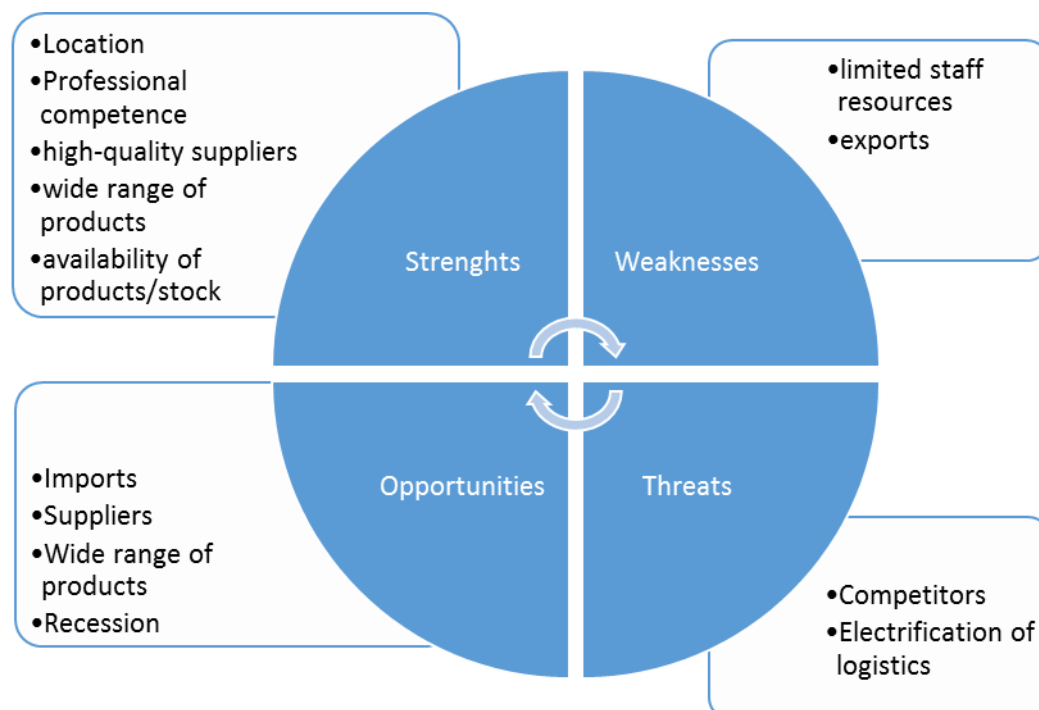 •Location
•Professional
competence
•high-quality suppliers
•wide range of
products
•availability of
products/stock
•limited staff
resources
•exports
Strenghts
Weaknesses
Opportunities
Threats
•Imports
•Suppliers
•Wide range of
products
•Recession
•Competitors
•Electrification of
logistics